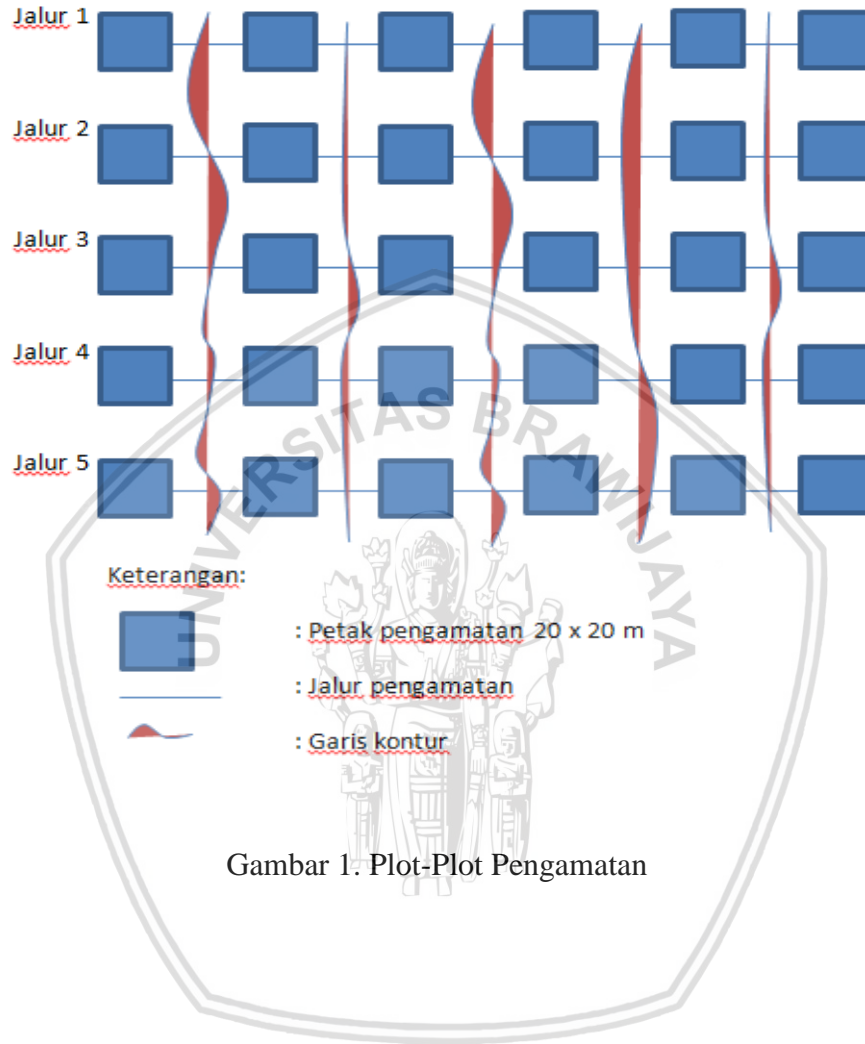 Jalur 1
Jalur 2
Jalur 3
Jalur 4
Jalur 5
UNIVERSITAS BRAWIJAYA
Keterangan:
: Petak pengamatan 20 x 20 m
: Jalur pengamatan
: Garis kontur
Gambar 1. Plot-Plot Pengamatan